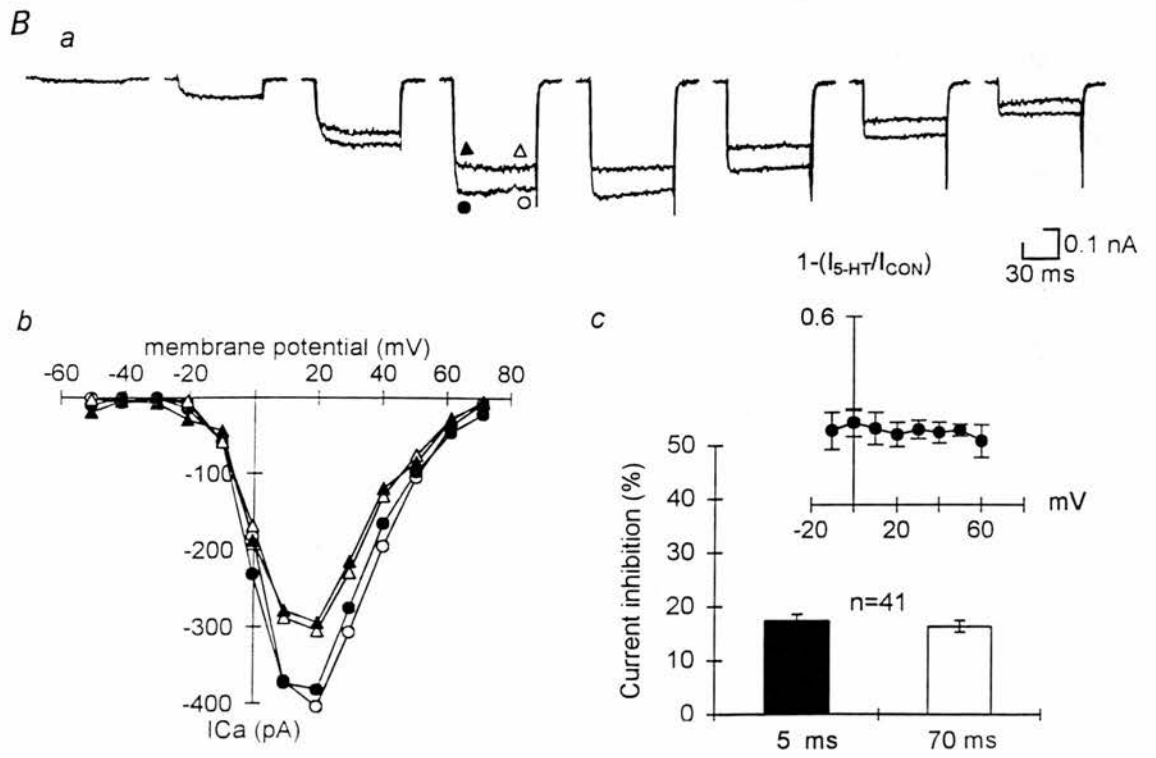 B
a
0.1 nA
30 ms
1-(I5-HT/ICON)
b
membrane potential (mV)
-60 -40 -20 20 40 60 80
-100
-200
-300
-400
ICa (pA)
c
0.6
mV
-20 20 60
Current inhibition (%)
50
40
30
20
10
0
n=41
5 ms 70 ms